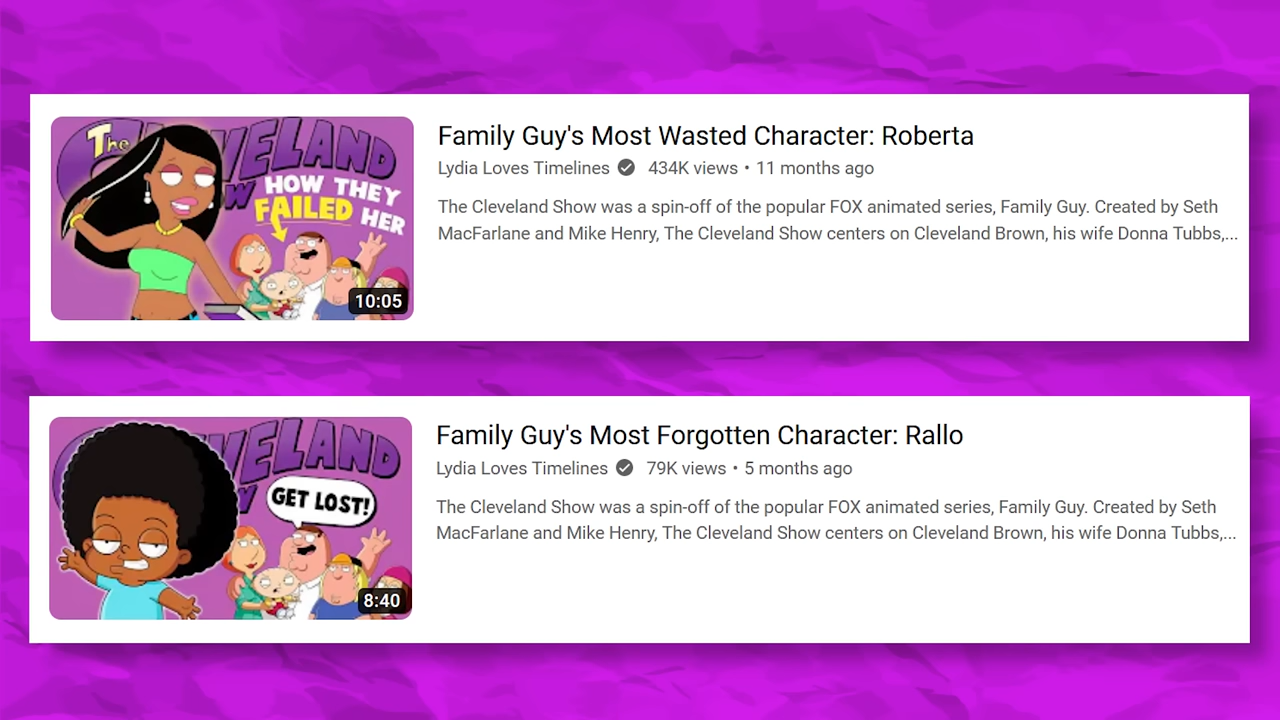 The CLEVELAND
W
HOW THEY
FAILED HER
10:05
Family Guy's Most Wasted Character: Roberta
Lydia Loves Timelines 434K views • 11 months ago
The Cleveland Show was a spin-off of the popular FOX animated series, Family Guy. Created by Seth
MacFarlane and Mike Henry, The Cleveland Show centers on Cleveland Brown, his wife Donna Tubbs,...
VELAND
GET LOST!
8:40
Family Guy's Most Forgotten Character: Rallo
Lydia Loves Timelines 79K views • 5 months ago
The Cleveland Show was a spin-off of the popular FOX animated series, Family Guy. Created by Seth
MacFarlane and Mike Henry, The Cleveland Show centers on Cleveland Brown, his wife Donna Tubbs,...